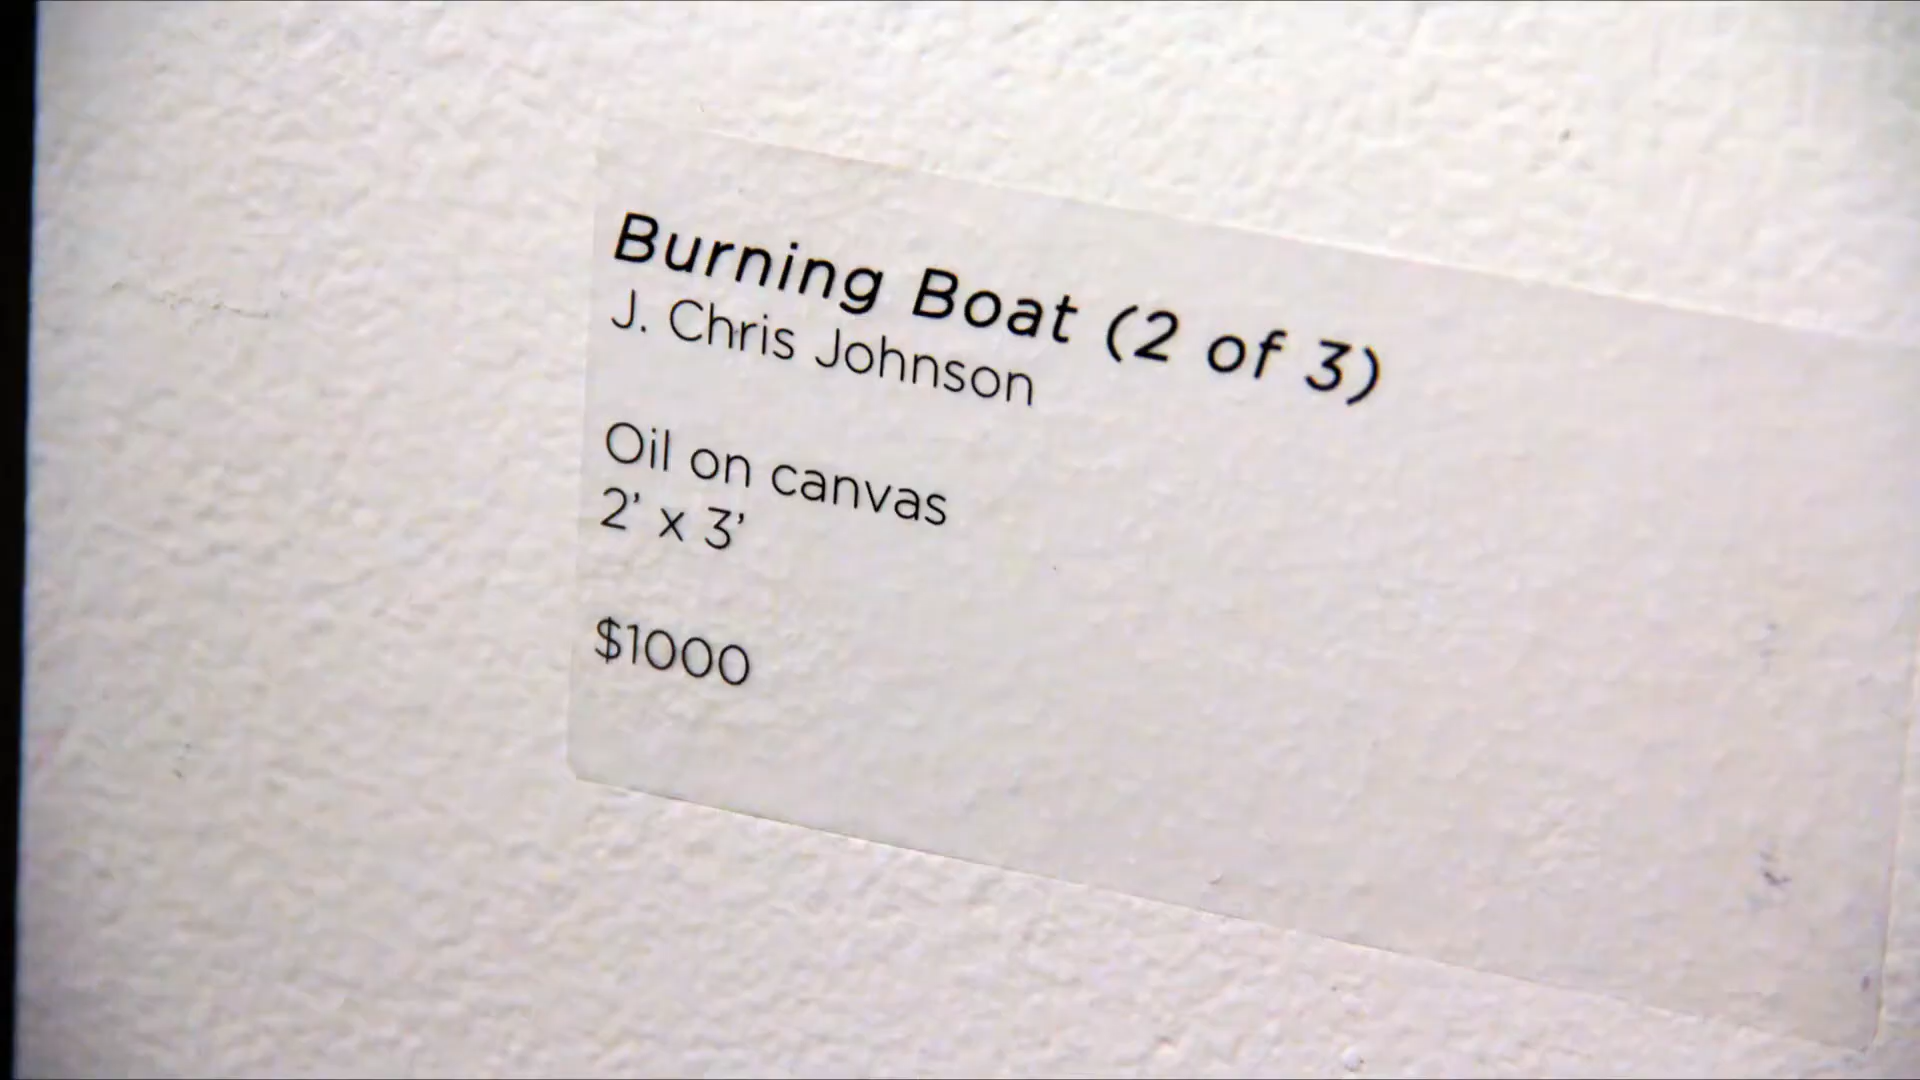 Burning Boat (2 of 3)
J. Chris Johnson
Oil on canvas
2’ x 3’
$1000